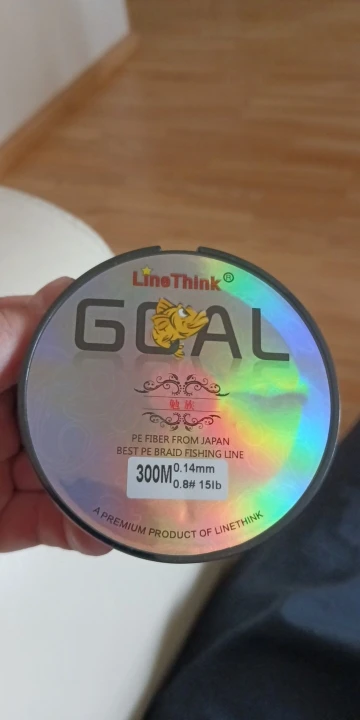 LineThink®
GOAL
PE FIBER FROM JAPAN
BEST PE BRAID FISHING LINE
300M 0.14mm
0.8# 15lb
A PREMIUM PRODUCT OF LINETHINK